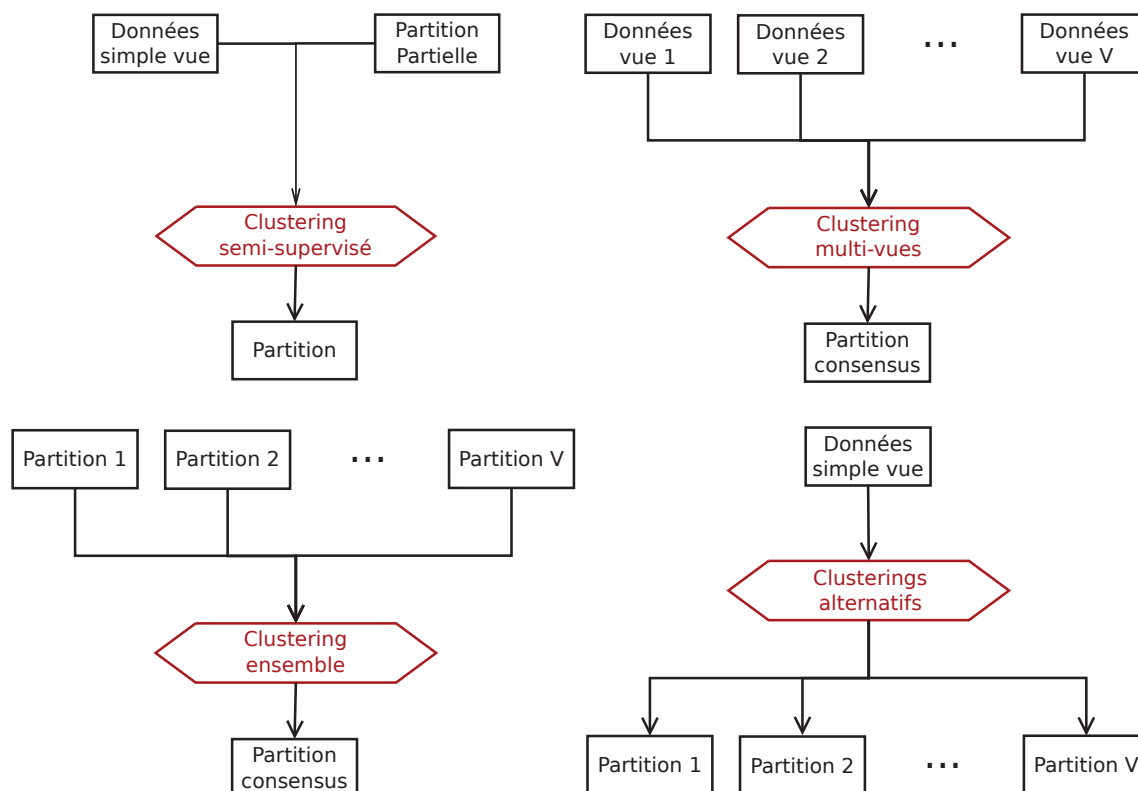 Données
simple vue
Partition
Partielle
Clustering
semi-supervisé
Partition
Données
vue 1
Données
vue 2
...
Données
vue V
Clustering
multi-vues
Partition
consensus
Partition 1
Partition 2
...
Partition V
Clustering
ensemble
Partition
consensus
Données
simple vue
Clusterings
alternatifs
Partition 1
Partition 2
...
Partition V